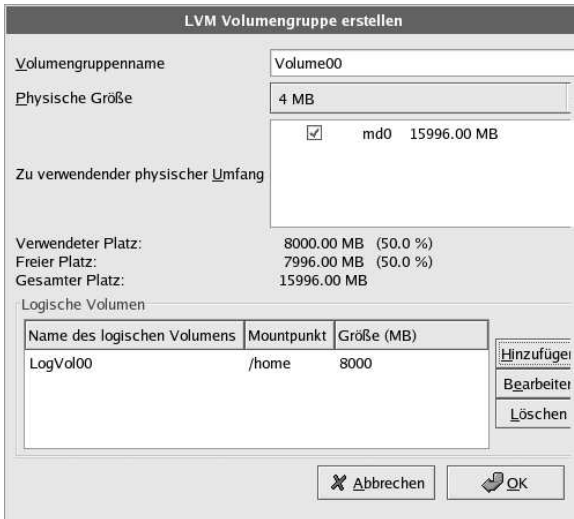 LVM Volumengruppe erstellen
Volumengruppenname Volume00
Physische Größe 4 MB
md0 15996.00 MB
Zu verwendender physischer Umfang
Verwendeter Platz: 8000.00 MB (50.0 %)
Freier Platz: 7996.00 MB (50.0 %)
Gesamter Platz: 15996.00 MB
Logische Volumen
Name des logischen Volumens Mountpunkt Größe (MB)
LogVol00 /home 8000
Hinzufüger
Bearbeiter
Löschen
Abbrechen OK